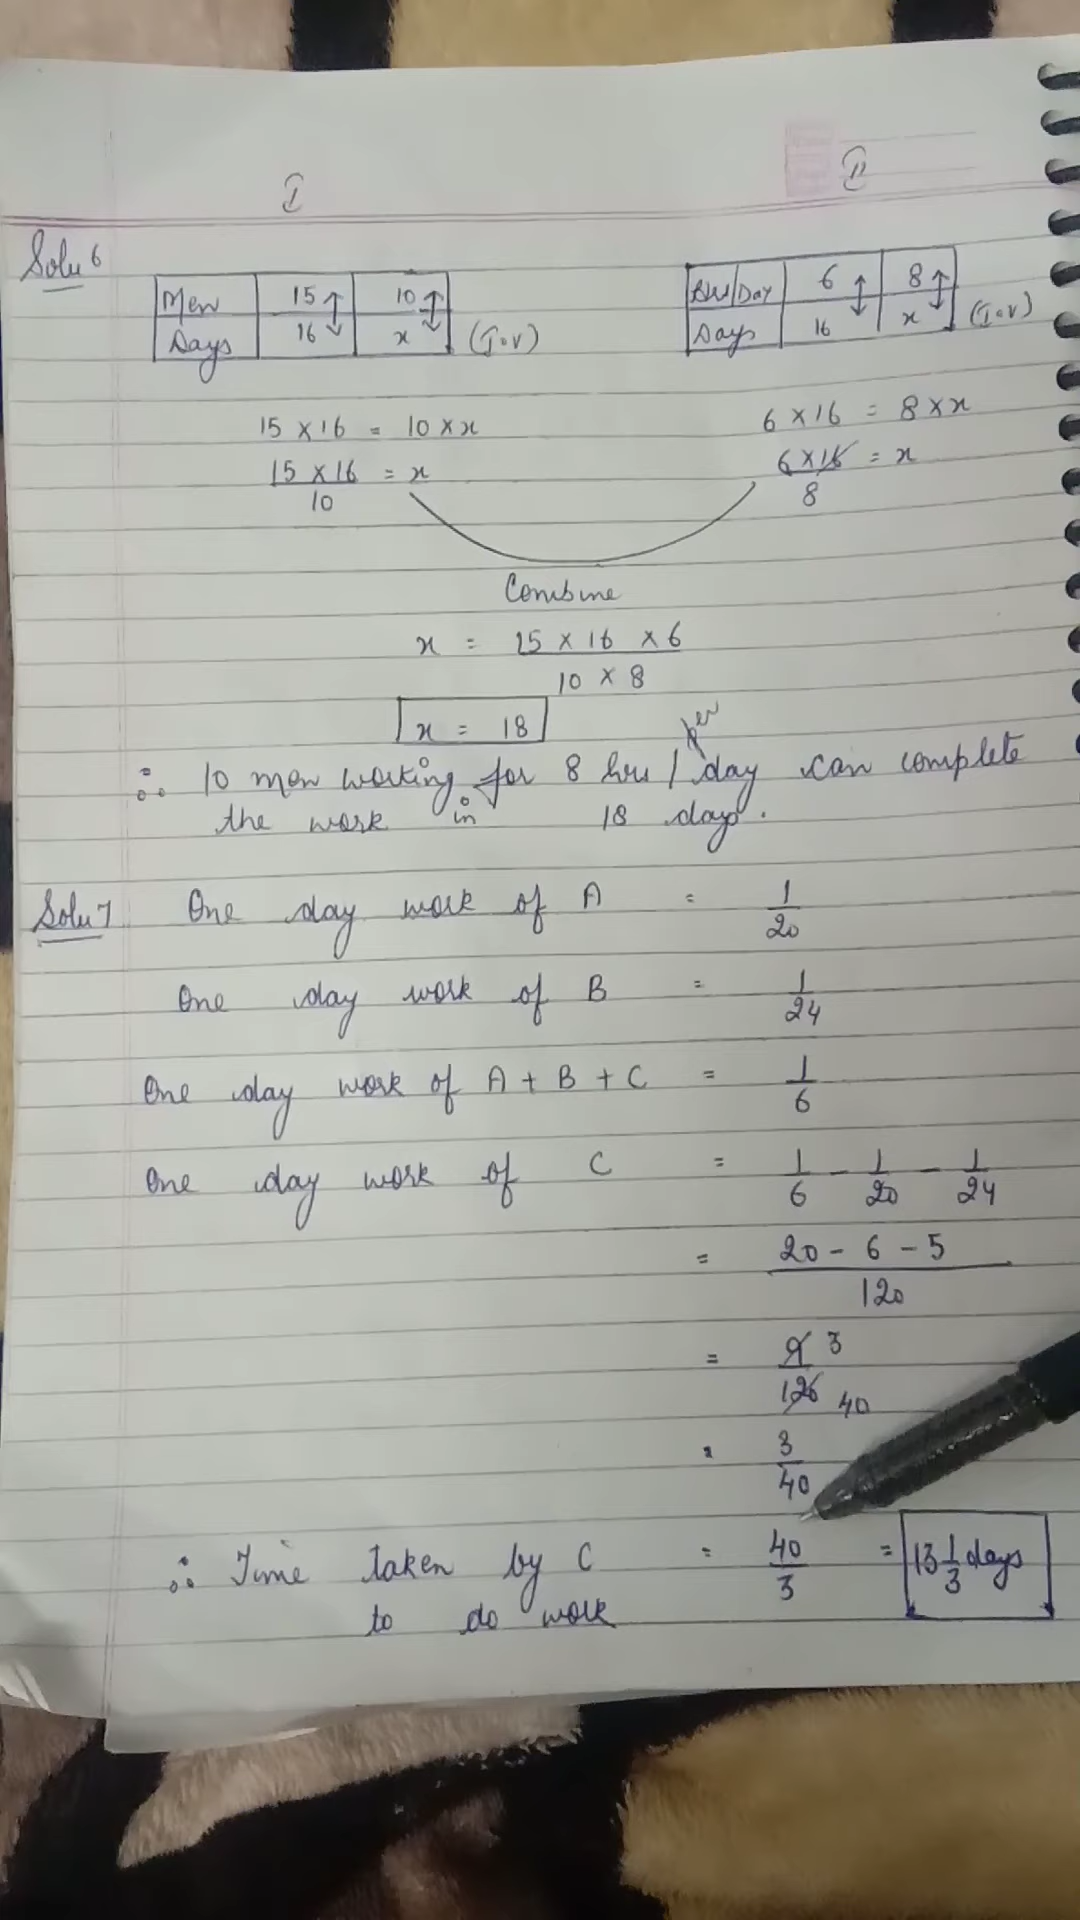 I II
Solu 6
Men 15 10
Days 16 x (I.V)
Hrs/Day 6 8
Days 16 x (I.V)
15 × 16 = 10 × x
15 × 16 / 10 = x
6 × 16 = 8 × x
6 × 16 / 8 = x
Combine
x = 15 × 16 × 6 / 10 × 8
x = 18
per
∴ 10 men working for 8 hrs / day can complete
the work in 18 days.
Solu 7 One day work of A = 1/20
One day work of B = 1/24
One day work of A + B + C = 1/6
One day work of C = 1/6 - 1/20 - 1/24
= 20 - 6 - 5 / 120
= 9/120 3/40
= 3/40
∴ Time taken by C = 40/3 = 13 1/3 days
to do work